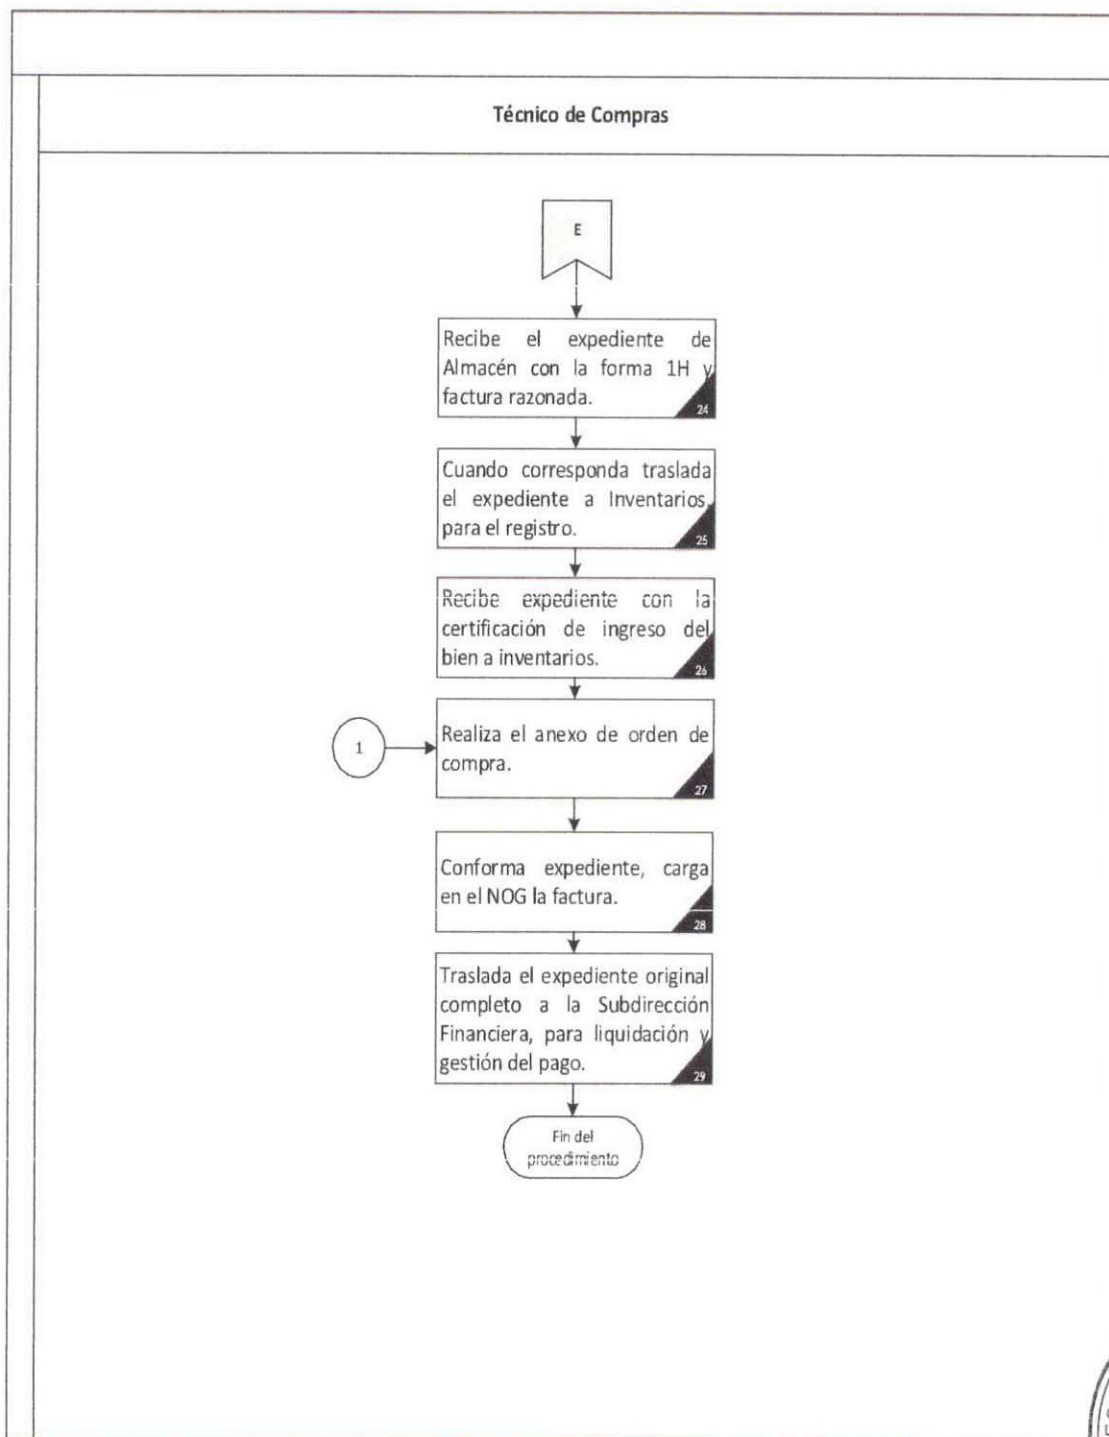 Técnico de Compras
E
Recibe el expediente de
Almacén con la forma 1H y
factura razonada.
24
Cuando corresponda traslada
el expediente a Inventarios,
para el registro.
25
Recibe expediente con la
certificación de ingreso del
bien a inventarios.
26
1
Realiza el anexo de orden de
compra.
27
Conforma expediente, carga
en el NOG la factura.
28
Traslada el expediente original
completo a la Subdirección
Financiera, para liquidación y
gestión del pago.
29
Fin del
procedimiento